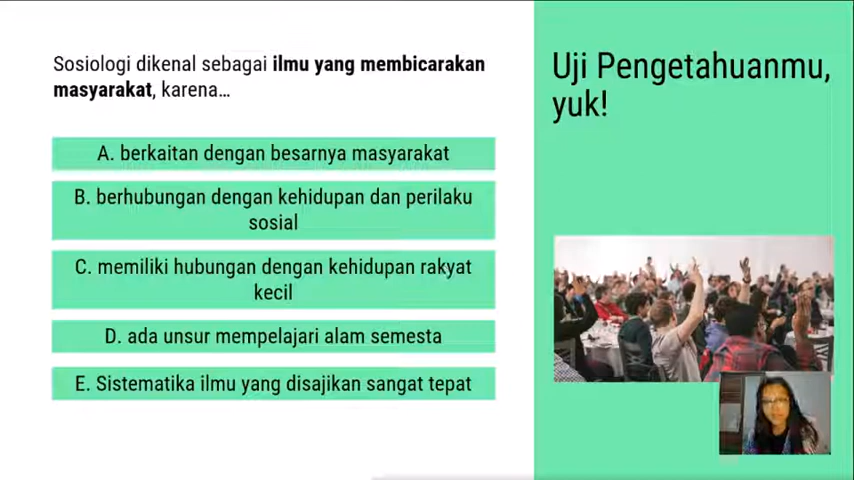 Sosiologi dikenal sebagai ilmu yang membicarakan
masyarakat, karena...
A. berkaitan dengan besarnya masyarakat
B. berhubungan dengan kehidupan dan perilaku
sosial
C. memiliki hubungan dengan kehidupan rakyat
kecil
D. ada unsur mempelajari alam semesta
E. Sistematika ilmu yang disajikan sangat tepat
Uji Pengetahuanmu,
yuk!